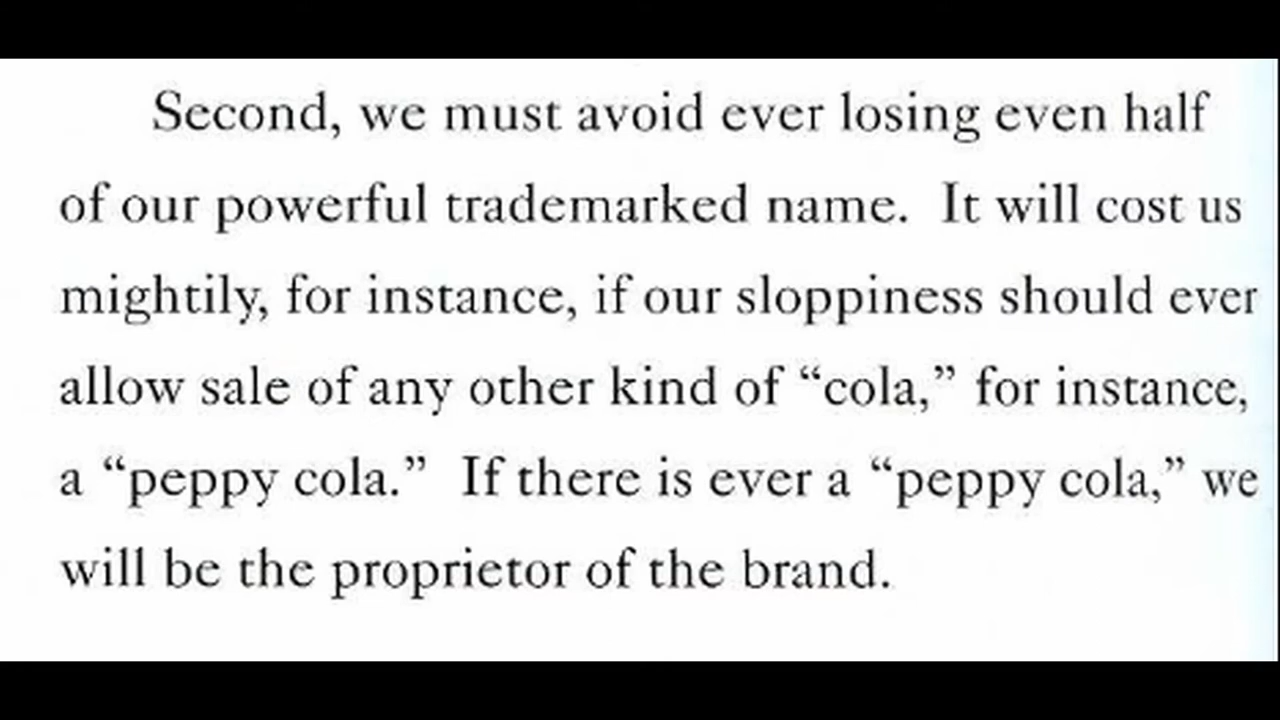 Second, we must avoid ever losing even half
of our powerful trademarked name.  It will cost us
mightily, for instance, if our sloppiness should ever
allow sale of any other kind of “cola,” for instance,
a “peppy cola.”  If there is ever a “peppy cola,” we
will be the proprietor of the brand.